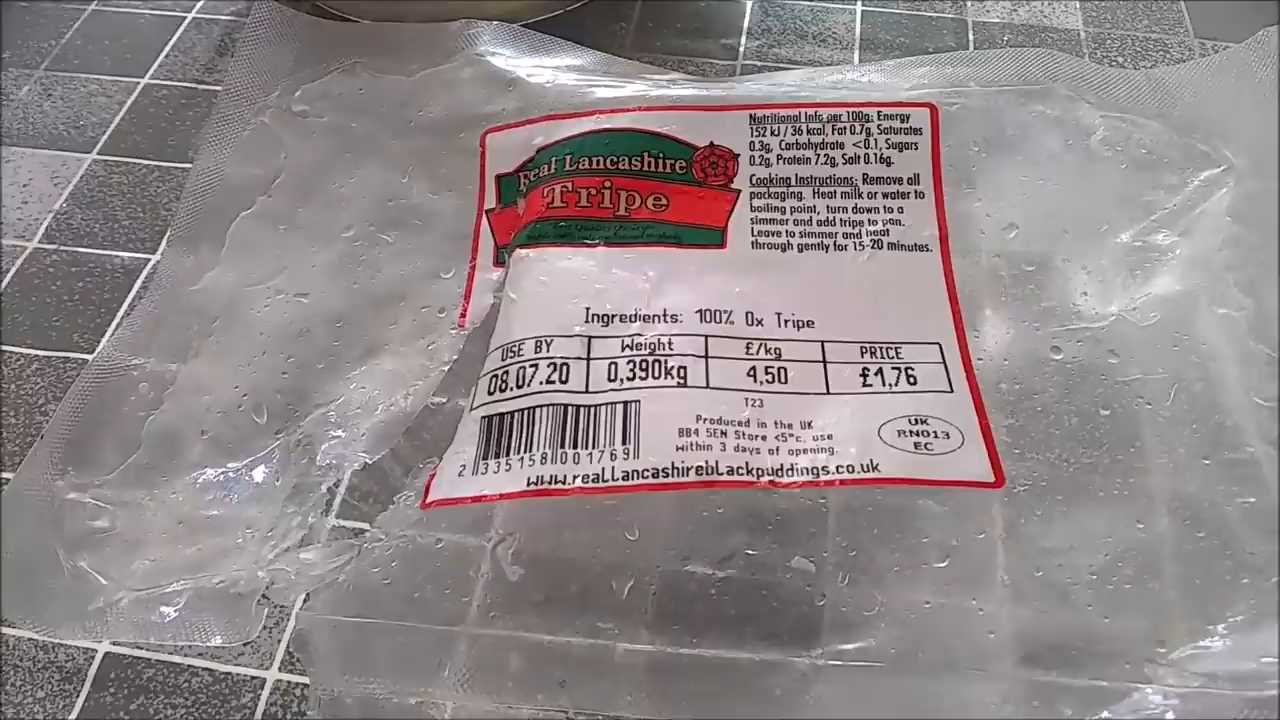 Real Lancashire
Tripe
Nutritional Info per 100g: Energy
152 kJ / 36 kcal, Fat 0.7g, Saturates
0.3g, Carbohydrate <0.1, Sugars
0.2g, Protein 7.2g, Salt 0.16g.
Cooking Instructions: Remove all
packaging. Heat milk or water to
boiling point, turn down to a
simmer and add tripe to pan.
Leave to simmer and heat
through gently for 15-20 minutes.
Ingredients: 100% Ox Tripe
USE BY Weight £/kg PRICE
08.07.20 0,390kg 4,50 £1,76
T23
Produced in the UK
BB4 5EN Store <5°c, use
within 3 days of opening.
UK
RN013
EC
2 335158 001769
www.reallancashireblackpuddings.co.uk